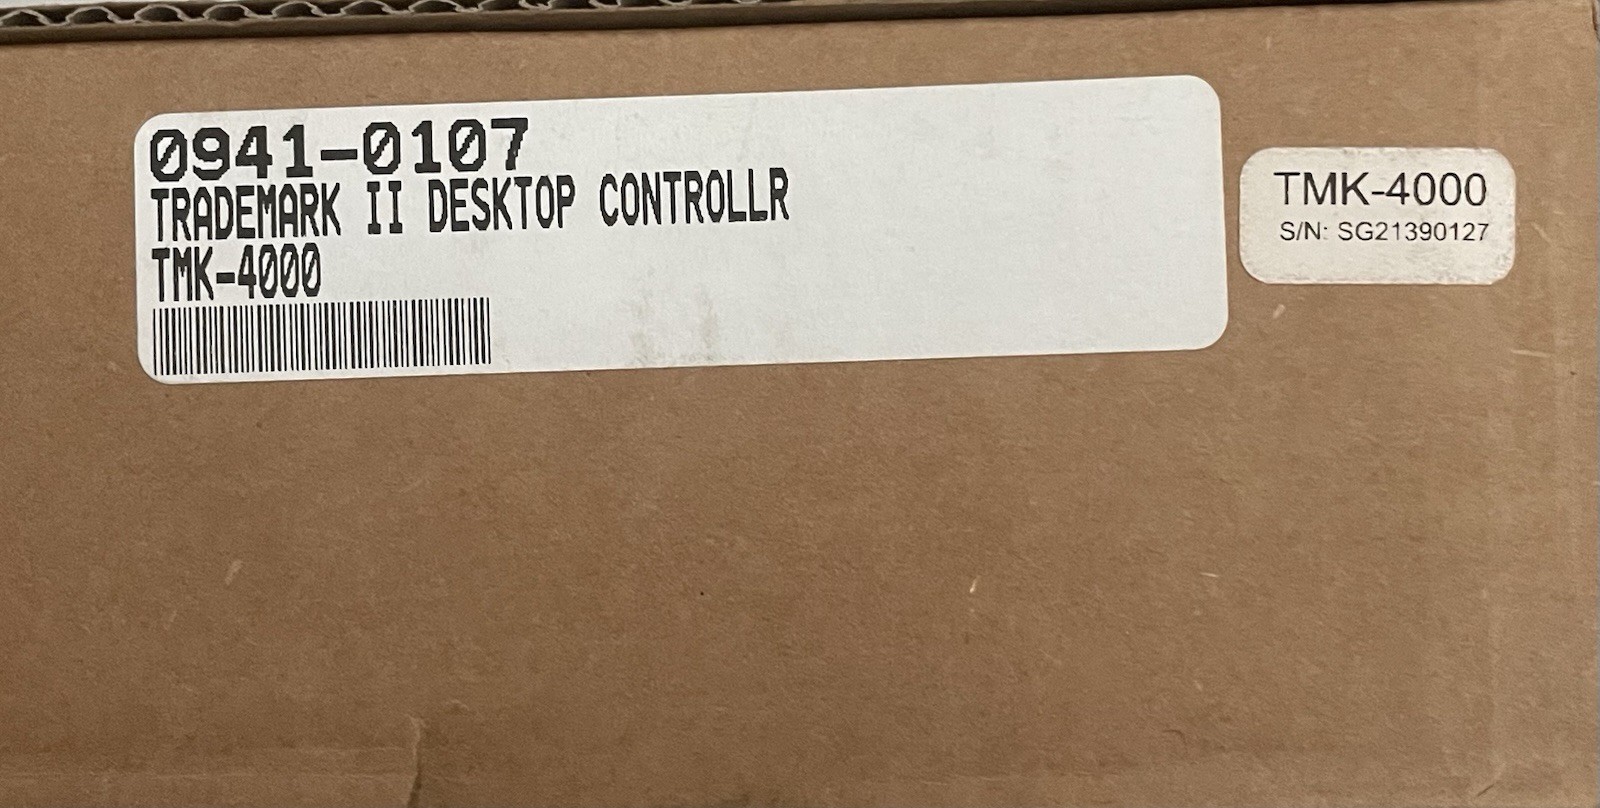 0941-0107
TRADEMARK II DESKTOP CONTROLLR
TMK-4000
TMK-4000
S/N: SG21390127